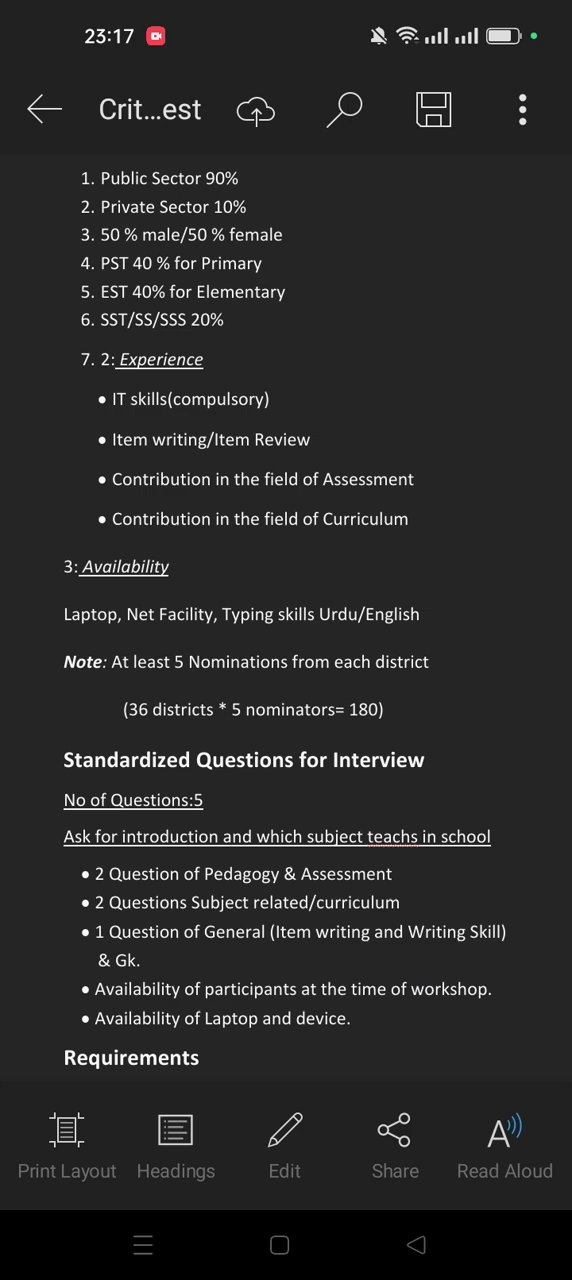 23:17
Crit...est
1. Public Sector 90%
2. Private Sector 10%
3. 50 % male/50 % female
4. PST 40 % for Primary
5. EST 40% for Elementary
6. SST/SS/SSS 20%
7. 2: Experience
• IT skills(compulsory)
• Item writing/Item Review
• Contribution in the field of Assessment
• Contribution in the field of Curriculum
3: Availability
Laptop, Net Facility, Typing skills Urdu/English
Note: At least 5 Nominations from each district
(36 districts * 5 nominators= 180)
Standardized Questions for Interview
No of Questions:5
Ask for introduction and which subject teachs in school
• 2 Question of Pedagogy & Assessment
• 2 Questions Subject related/curriculum
• 1 Question of General (Item writing and Writing Skill)
& Gk.
• Availability of participants at the time of workshop.
• Availability of Laptop and device.
Requirements
Print Layout Headings Edit Share Read Aloud